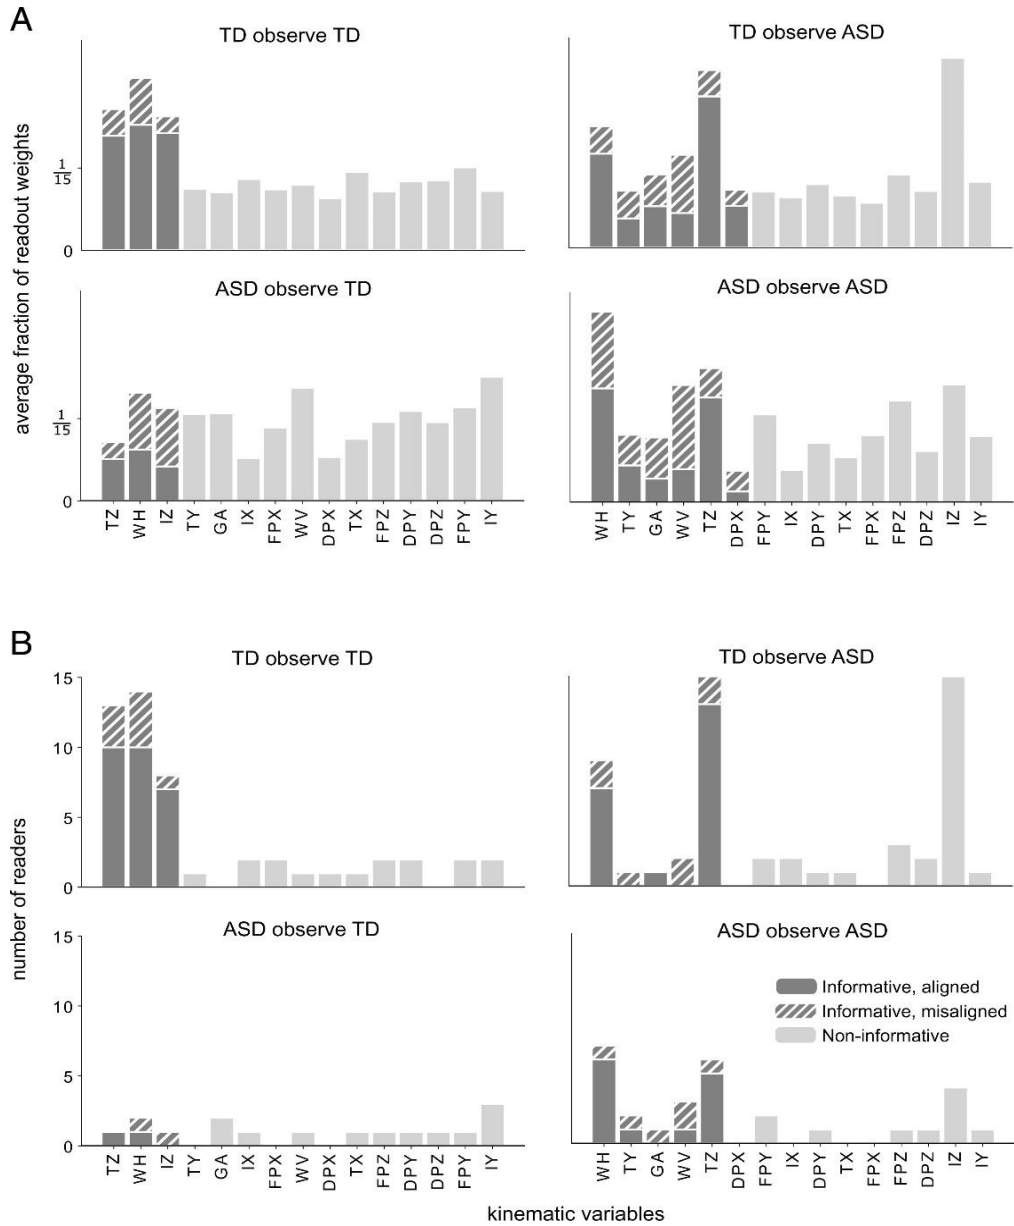 A
TD observe TD
TD observe ASD
average fraction of readout weights
1
15
0
ASD observe TD
ASD observe ASD
1
15
0
TZ WH IZ TY GA IX FPX WV DPX TX FPZ DPY DPZ FPY IY
WH TY GA WV TZ DPX FPY IX DPY TX FPX FPZ DPZ IZ IY
B
TD observe TD
TD observe ASD
number of readers
15
10
5
0
ASD observe TD
ASD observe ASD
15
10
5
0
Informative, aligned
Informative, misaligned
Non-informative
TZ WH IZ TY GA IX FPX WV DPX TX FPZ DPY DPZ FPY IY
WH TY GA WV TZ DPX FPY IX DPY TX FPX FPZ DPZ IZ IY
kinematic variables